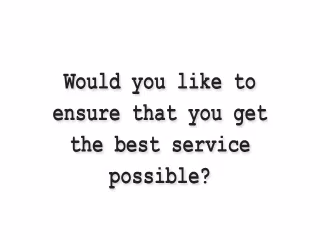 Would you like to
ensure that you get
the best service
possible?